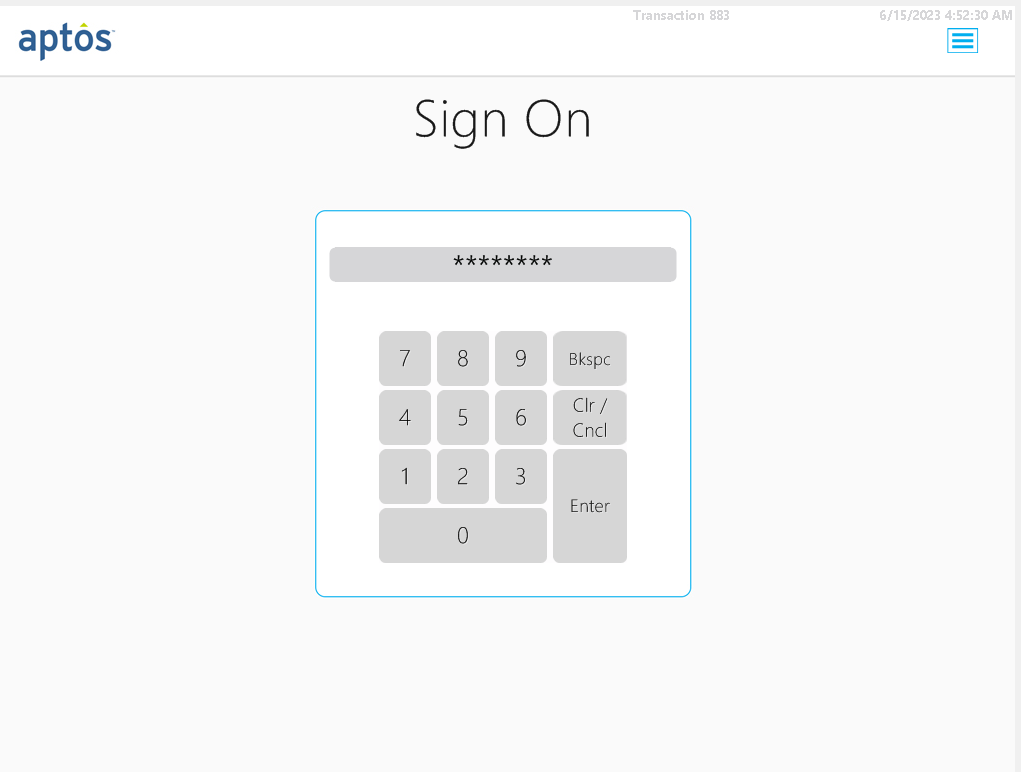 Transaction 883
6/15/2023 4:52:30 AM
aptos™
Sign On
********
7 8 9 Bkspc
4 5 6 Clr /
Cncl
1 2 3
Enter
0